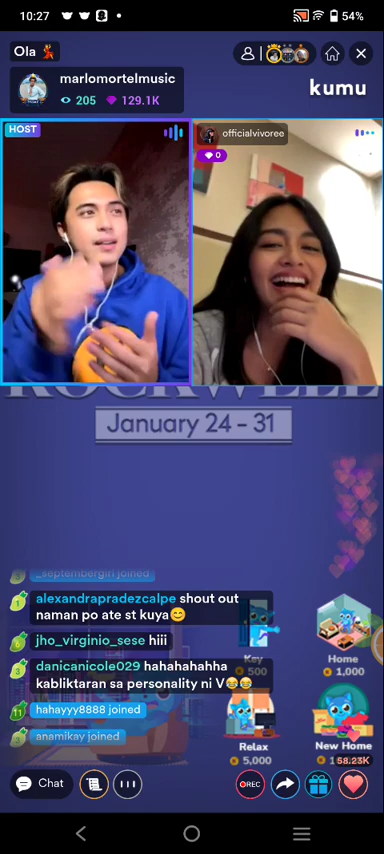 10:27
54%
Ola 💃
marlomortelmusic
205 129.1K
kumu
HOST
officialvivoree
0
ROCKWELL
January 24 - 31
_septembergirl joined
alexandrapradezcalpe shout out
naman po ate st kuya😊
jho_virginio_sese hiii
danicanicole029 hahahahahha
kabliktaran sa personality ni V😂😂
hahayyy8888 joined
anamikay joined
Key
500
Home
1,000
Relax
5,000
New Home
58.23K
Chat
REC